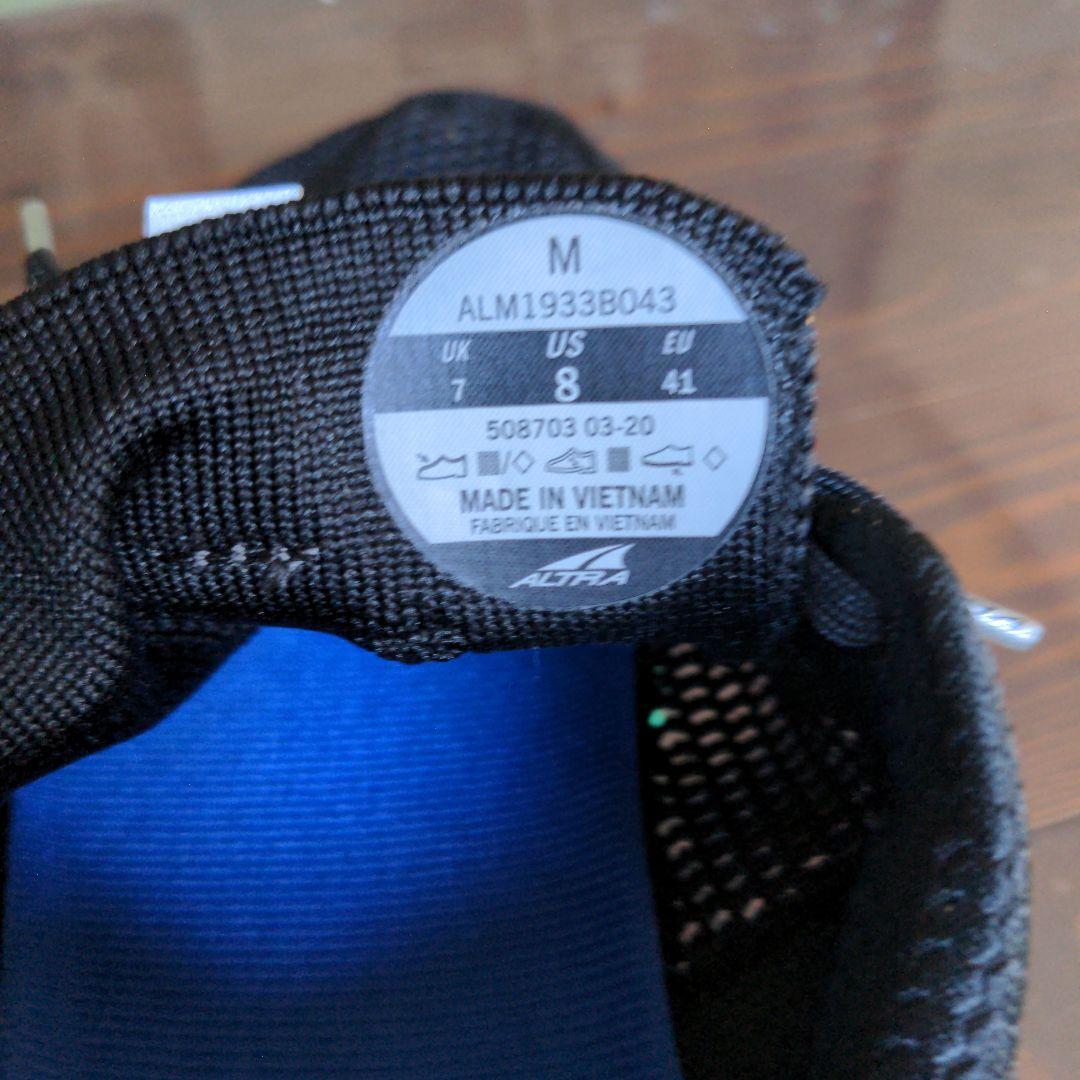 M
ALM1933B043
UK US EU
7 8 41
508703 03-20
MADE IN VIETNAM
FABRIQUE EN VIETNAM
ALTRA